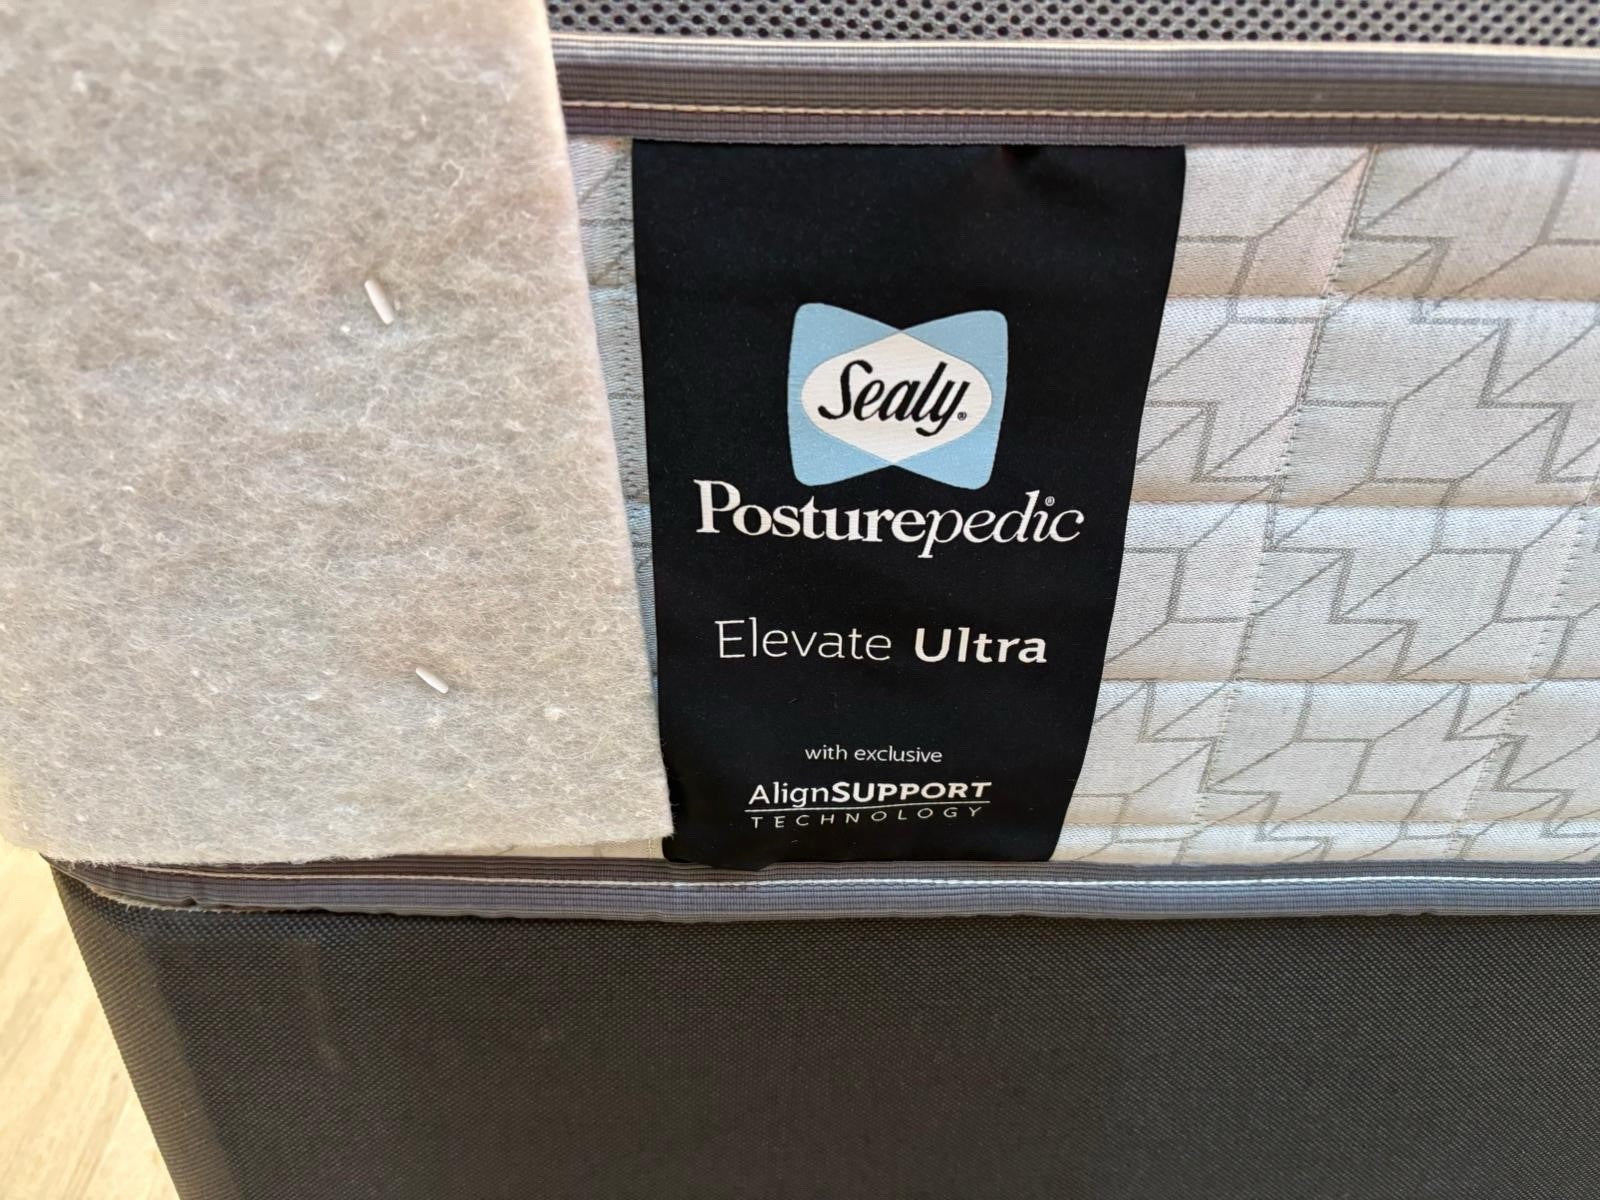 Sealy®
Posturepedic®
Elevate Ultra
with exclusive
AlignSUPPORT
TECHNOLOGY